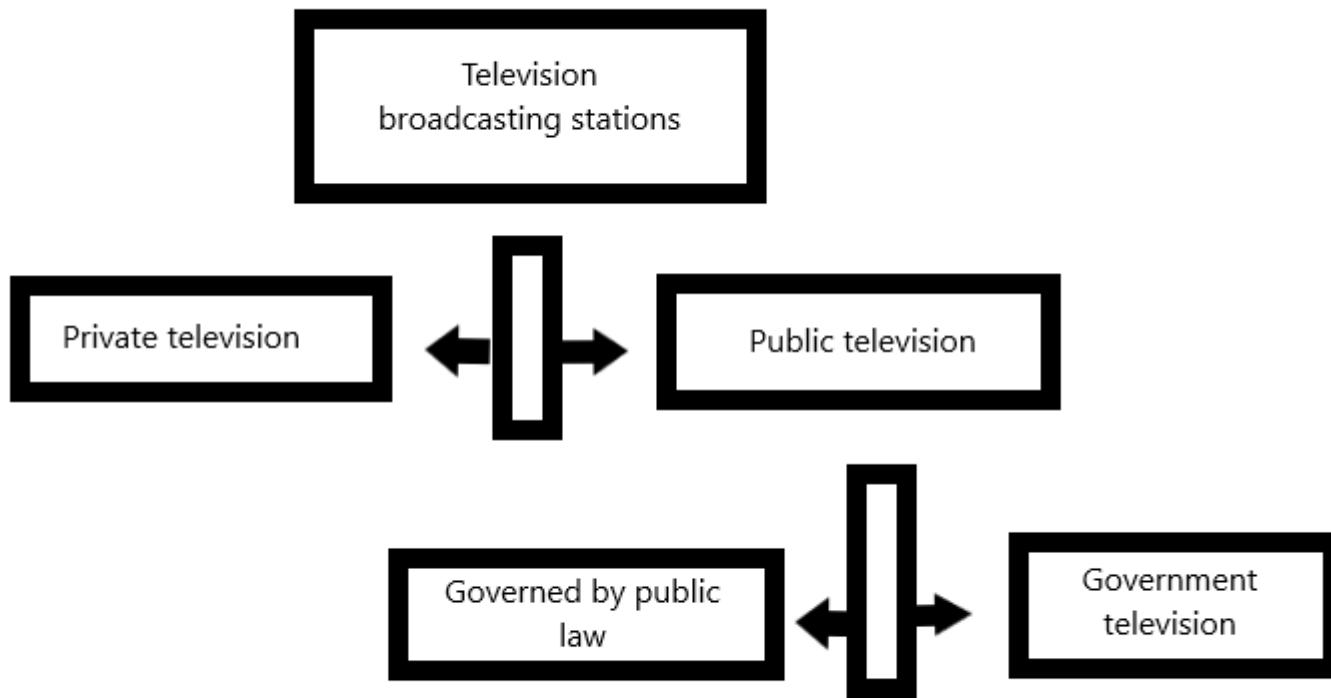 Television
broadcasting stations
Private television
Public television
Governed by public
law
Government
television